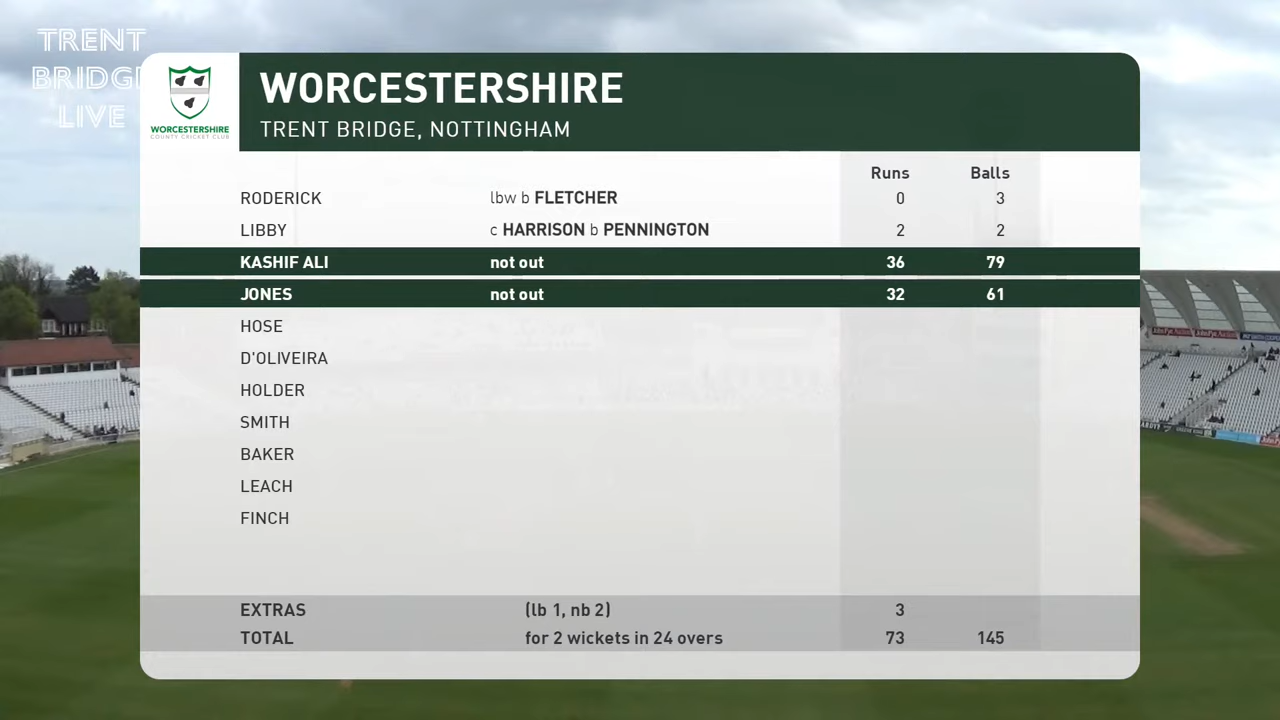 TRENT
BRIDGE
LIVE
WORCESTERSHIRE
COUNTY CRICKET CLUB
WORCESTERSHIRE
TRENT BRIDGE, NOTTINGHAM
Runs Balls
RODERICK lbw b FLETCHER 0 3
LIBBY c HARRISON b PENNINGTON 2 2
KASHIF ALI not out 36 79
JONES not out 32 61
HOSE
D'OLIVEIRA
HOLDER
SMITH
BAKER
LEACH
FINCH
EXTRAS (lb 1, nb 2) 3
TOTAL for 2 wickets in 24 overs 73 145